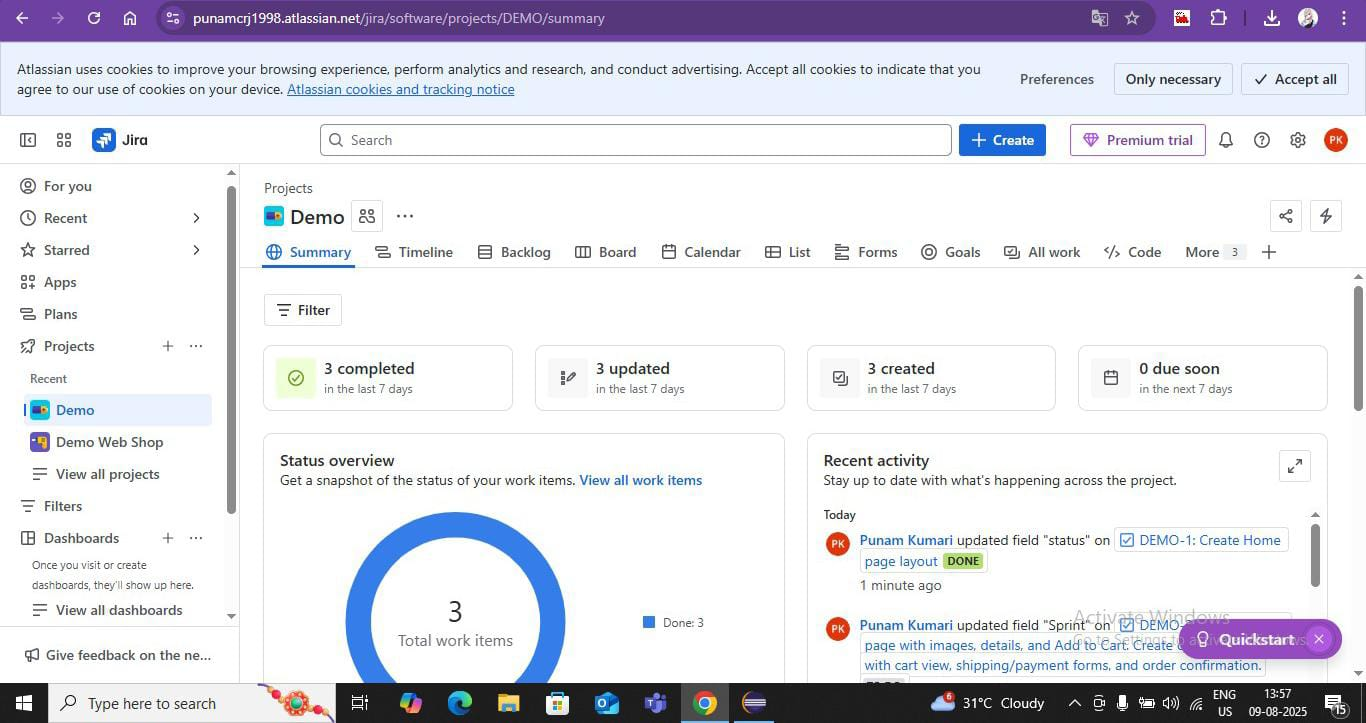 punamcrj1998.atlassian.net/jira/software/projects/DEMO/summary
Atlassian uses cookies to improve your browsing experience, perform analytics and research, and conduct advertising. Accept all cookies to indicate that you
agree to our use of cookies on your device. Atlassian cookies and tracking notice
Preferences
Only necessary
Accept all
Jira
Search
Create
Premium trial
PK
For you
Recent
Starred
Apps
Plans
Projects
Recent
Demo
Demo Web Shop
View all projects
Filters
Dashboards
Once you visit or create
dashboards, they'll show up here.
View all dashboards
Give feedback on the ne...
Projects
Demo
Summary
Timeline
Backlog
Board
Calendar
List
Forms
Goals
All work
Code
More 3
Filter
3 completed
in the last 7 days
3 updated
in the last 7 days
3 created
in the last 7 days
0 due soon
in the next 7 days
Status overview
Get a snapshot of the status of your work items. View all work items
3
Total work items
Done: 3
Recent activity
Stay up to date with what's happening across the project.
Today
PK
Punam Kumari updated field "status" on DEMO-1: Create Home
page layout DONE
1 minute ago
PK
Punam Kumari updated field "Sprint" on DEMO-
page with images, details, and Add to Cart. Create
with cart view, shipping/payment forms, and order confirmation.
Activate Windows
Go to Settings to
Quickstart
Type here to search
6
31°C Cloudy
ENG
US
13:57
09-08-2025
15